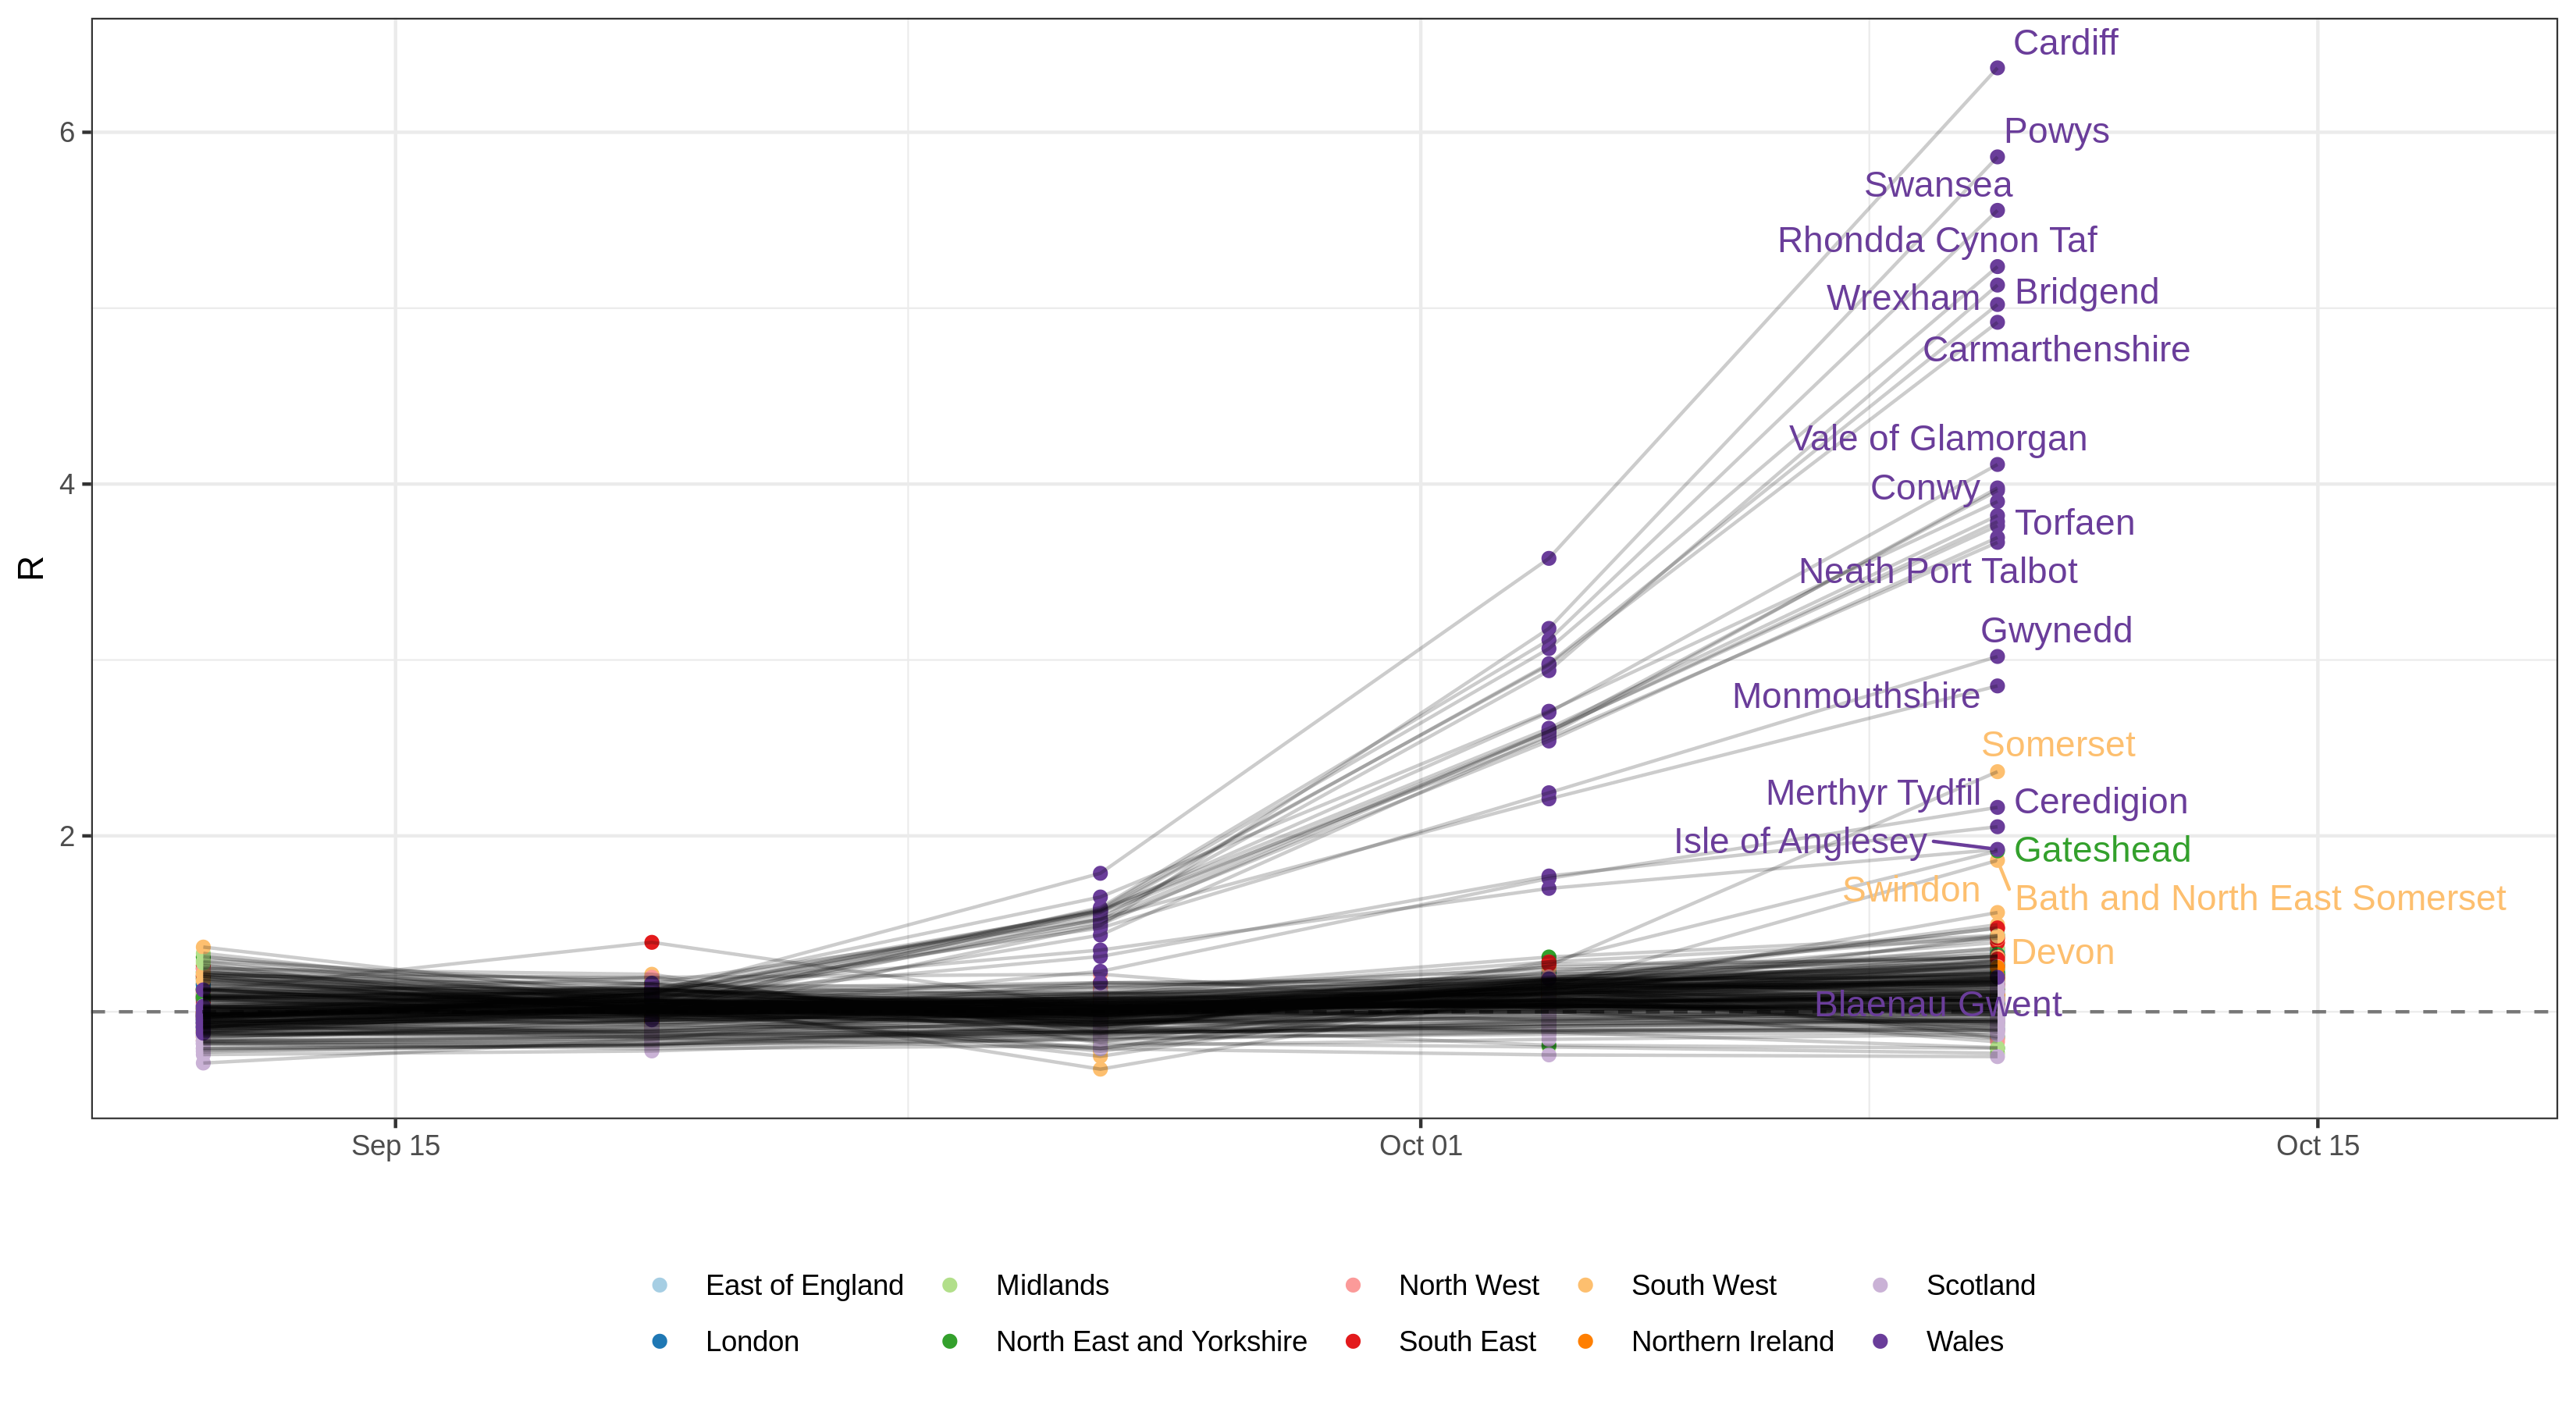 Cardiff
6
Powys
Swansea
Rhondda Cynon Taf
Wrexham
Bridgend
Carmarthenshire
Vale of Glamorgan
4
Conwy
Torfaen
R
Neath Port Talbot
Gwynedd
Monmouthshire
Somerset
Merthyr Tydfil
Ceredigion
2
Isle of Anglesey
Gateshead
Swindon
Bath and North East Somerset
Devon
Blaenau Gwent
Sep 15
Oct 01
Oct 15
East of England
Midlands
North West
South West
Scotland
London
North East and Yorkshire
South East
Northern Ireland
Wales